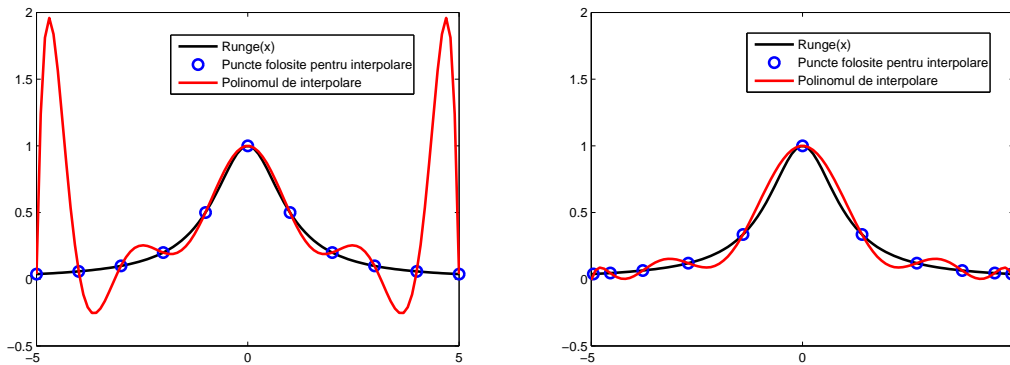 2
1.5
1
0.5
0
−0.5
−5
0
5
Runge(x)
Puncte folosite pentru interpolare
Polinomul de interpolare
2
1.5
1
0.5
0
−0.5
−5
0
Runge(x)
Puncte folosite pentru interpolare
Polinomul de interpolare